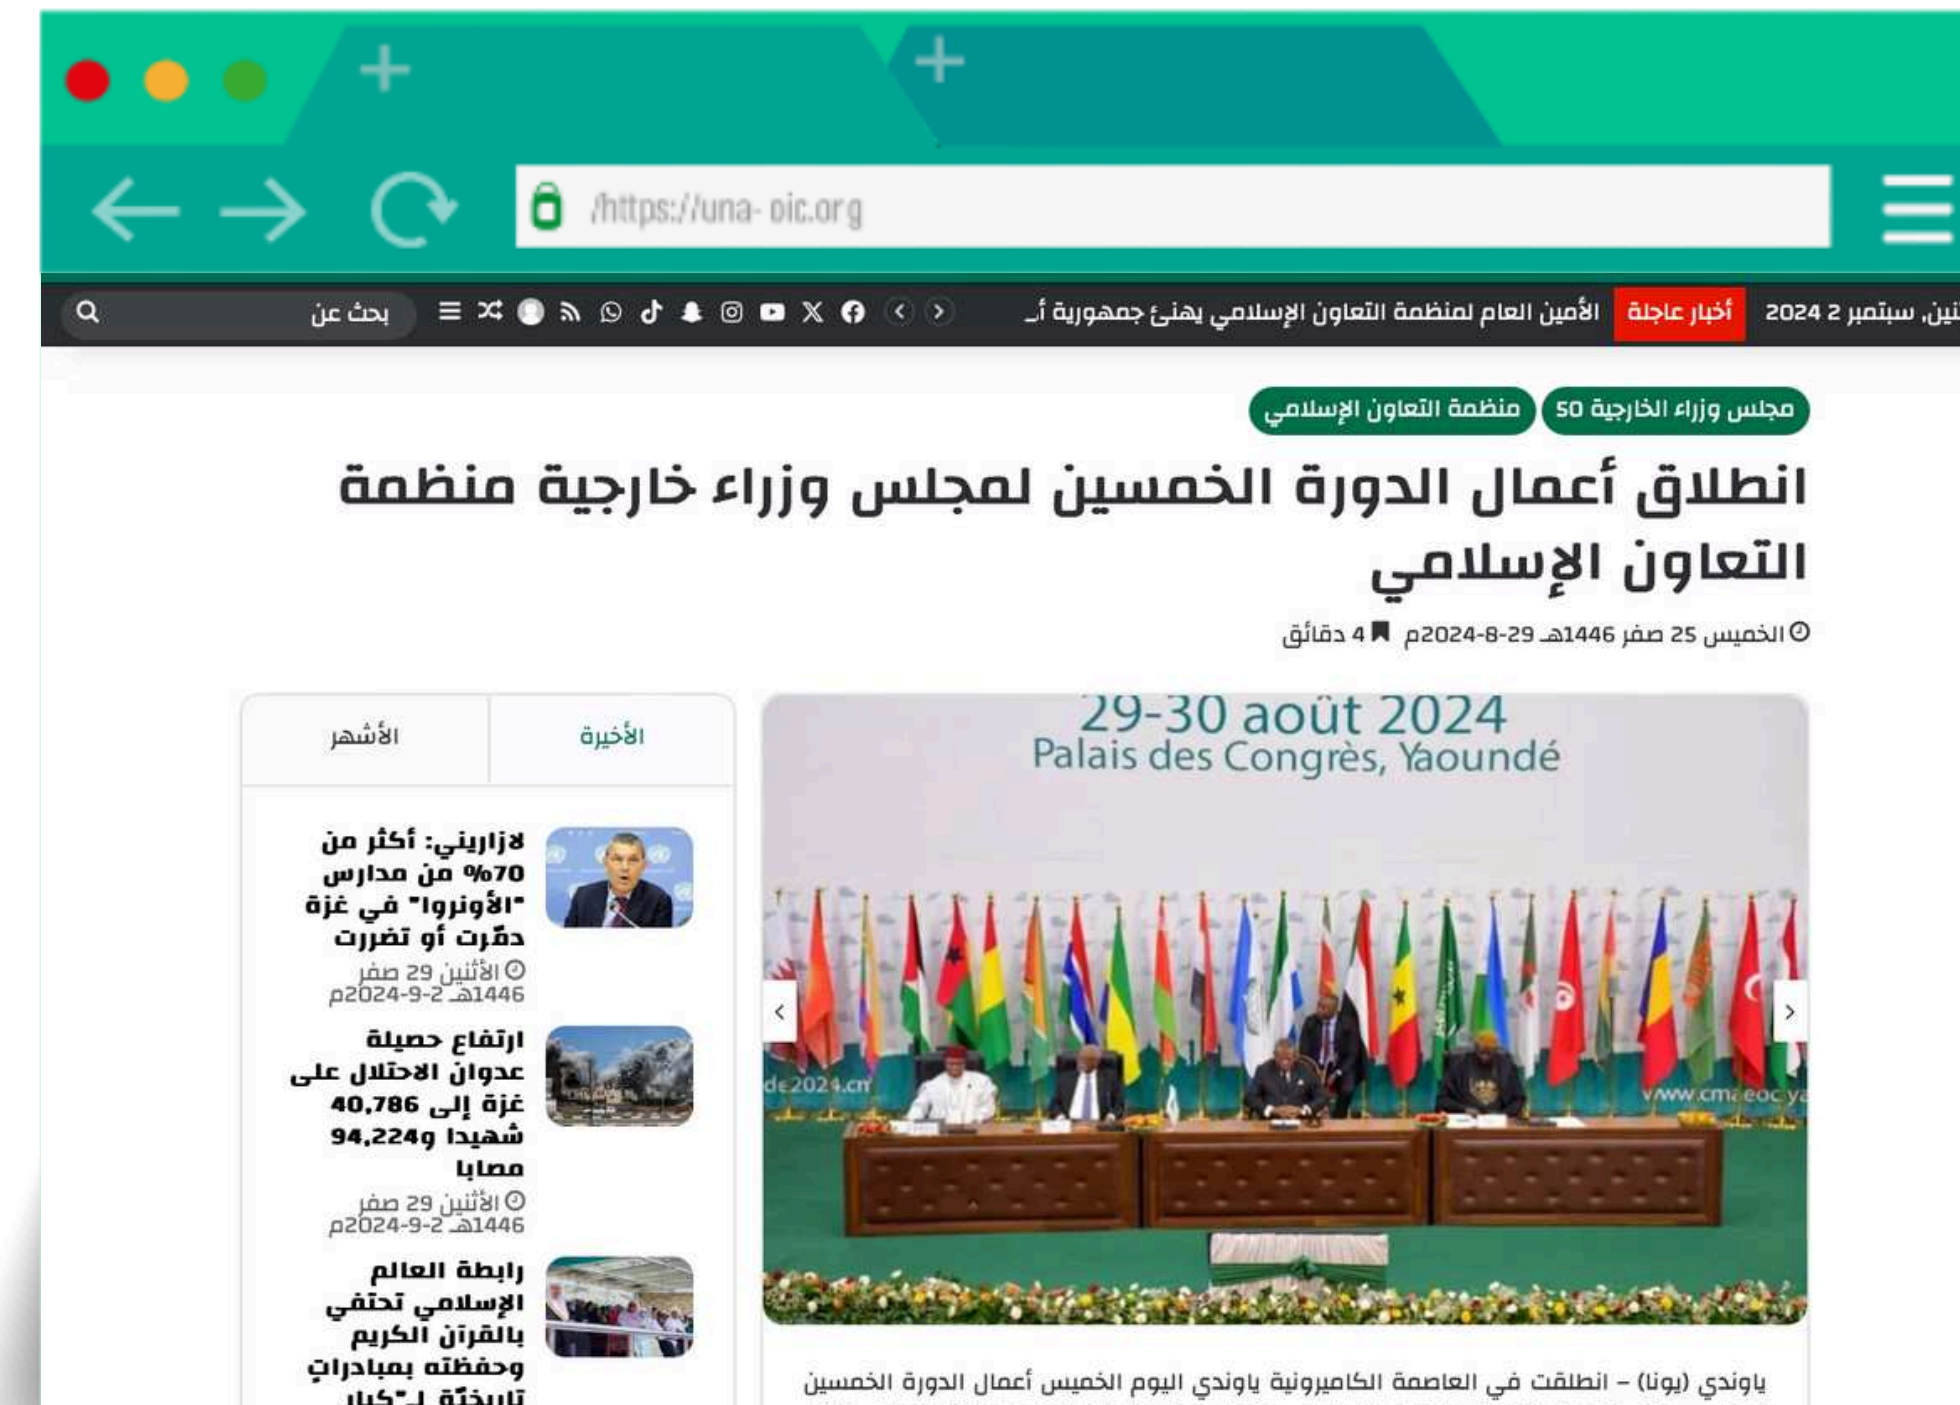 /https://una- oic.org
سبتمبر 2 2024
أخبار عاجلة
الأمين العام لمنظمة التعاون الإسلامي يهنئ جمهورية أ...
بحث عن
مجلس وزراء الخارجية 50
منظمة التعاون الإسلامي
انطلاق أعمال الدورة الخمسين لمجلس وزراء خارجية منظمة
التعاون الإسلامي
الخميس 25 صفر 1446هـ 29-8-2024م
4 دقائق
29-30 août 2024
Palais des Congrès, Yaoundé
de2024.cm
ياوندي (يونا) – انطلقت في العاصمة الكاميرونية ياوندي اليوم الخميس أعمال الدورة الخمسين
الأخيرة
الأشهر
لازاريني: أكثر من
70% من مدارس
"الأونروا" في غزة
دمّرت أو تضررت
الأثنين 29 صفر
1446هـ 2-9-2024م
ارتفاع حصيلة
عدوان الاحتلال على
غزة إلى 40,786
شهيدا و94,224
مصابا
الأثنين 29 صفر
1446هـ 2-9-2024م
رابطة العالم
الإسلامي تحتفي
بالقرآن الكريم
وحفظته بمبادراتٍ
تاريخيّة لـ"كبار